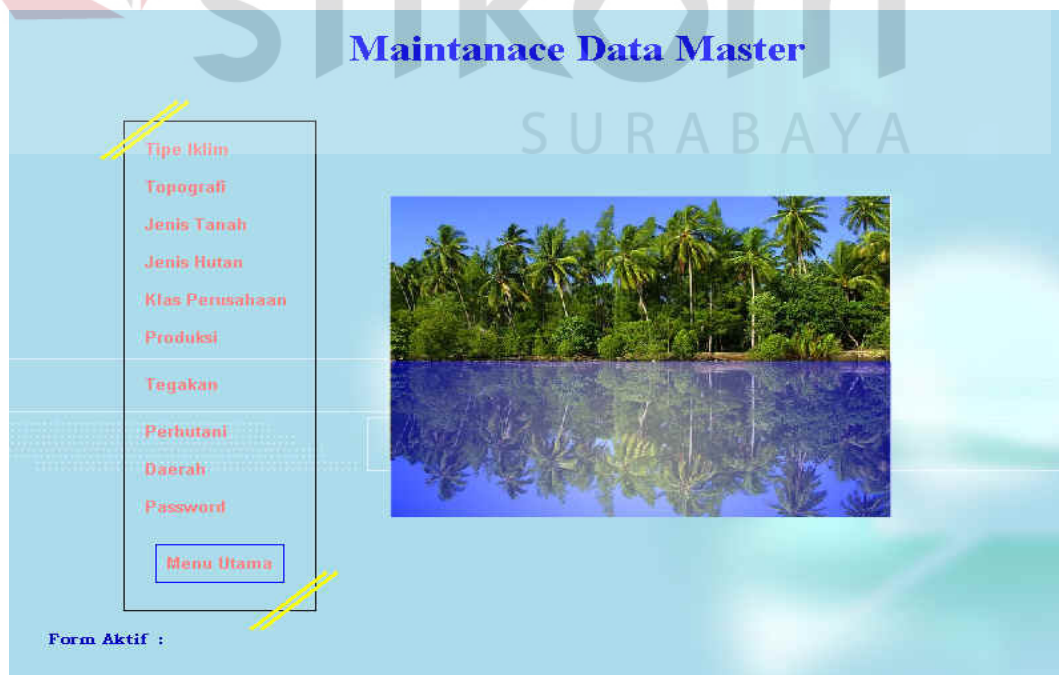 Maintanace Data Master
SURABAYA
Tipe Iklim
Topografi
Jenis Tanah
Jenis Hutan
Klas Perusahaan
Produksi
Tegakan
Perhutani
Daerah
Password
Menu Utama
Form Aktif :